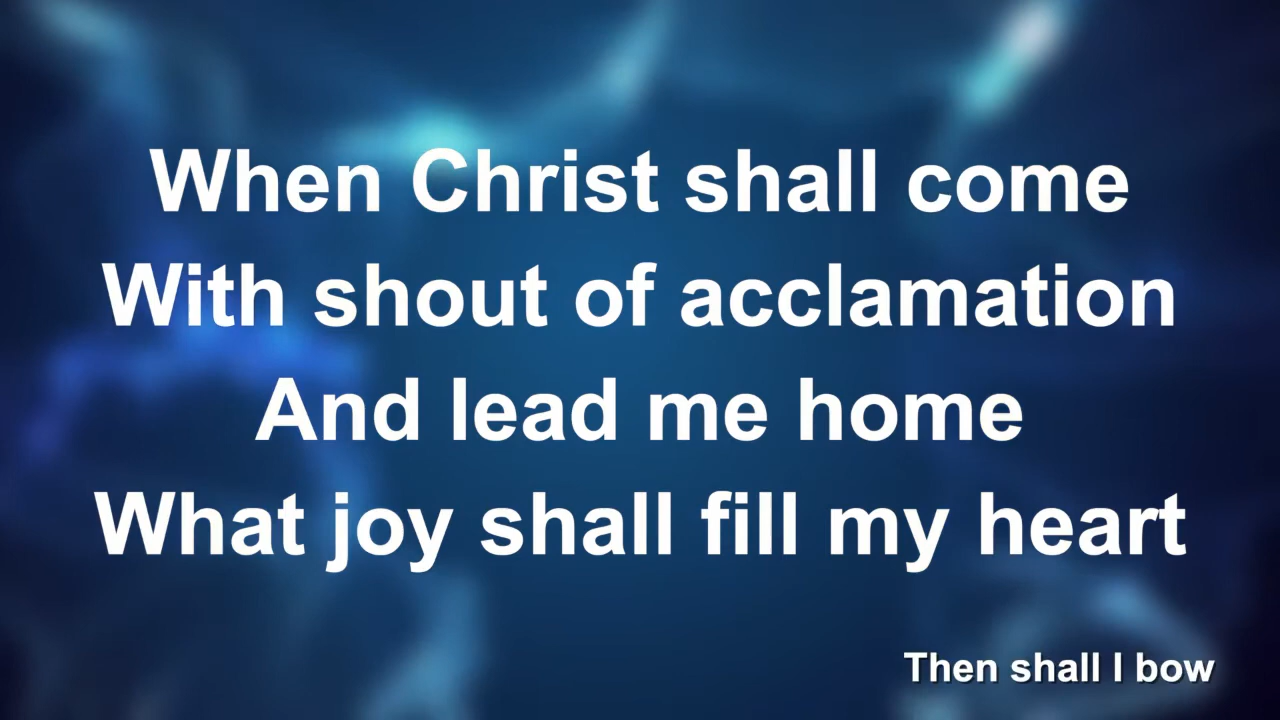 When Christ shall come
With shout of acclamation
And lead me home
What joy shall fill my heart
Then shall I bow